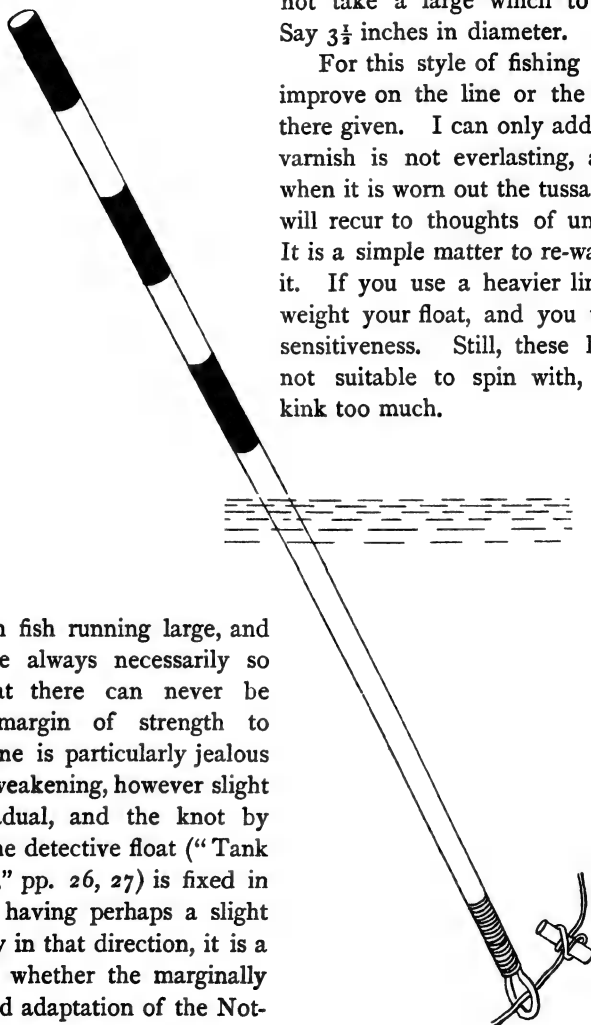 not take a large which to
Say 3½ inches in diameter.
For this style of fishing
improve on the line or the
there given. I can only add
varnish is not everlasting, a
when it is worn out the tussa
will recur to thoughts of un
It is a simple matter to re-wa
it. If you use a heavier lin
weight your float, and you
sensitiveness. Still, these
not suitable to spin with,
kink too much.
n fish running large, and
e always necessarily so
at there can never be
margin of strength to
ne is particularly jealous
weakening, however slight
dual, and the knot by
ne detective float (“Tank
,” pp. 26, 27) is fixed in
having perhaps a slight
y in that direction, it is a
whether the marginally
d adaptation of the Not-